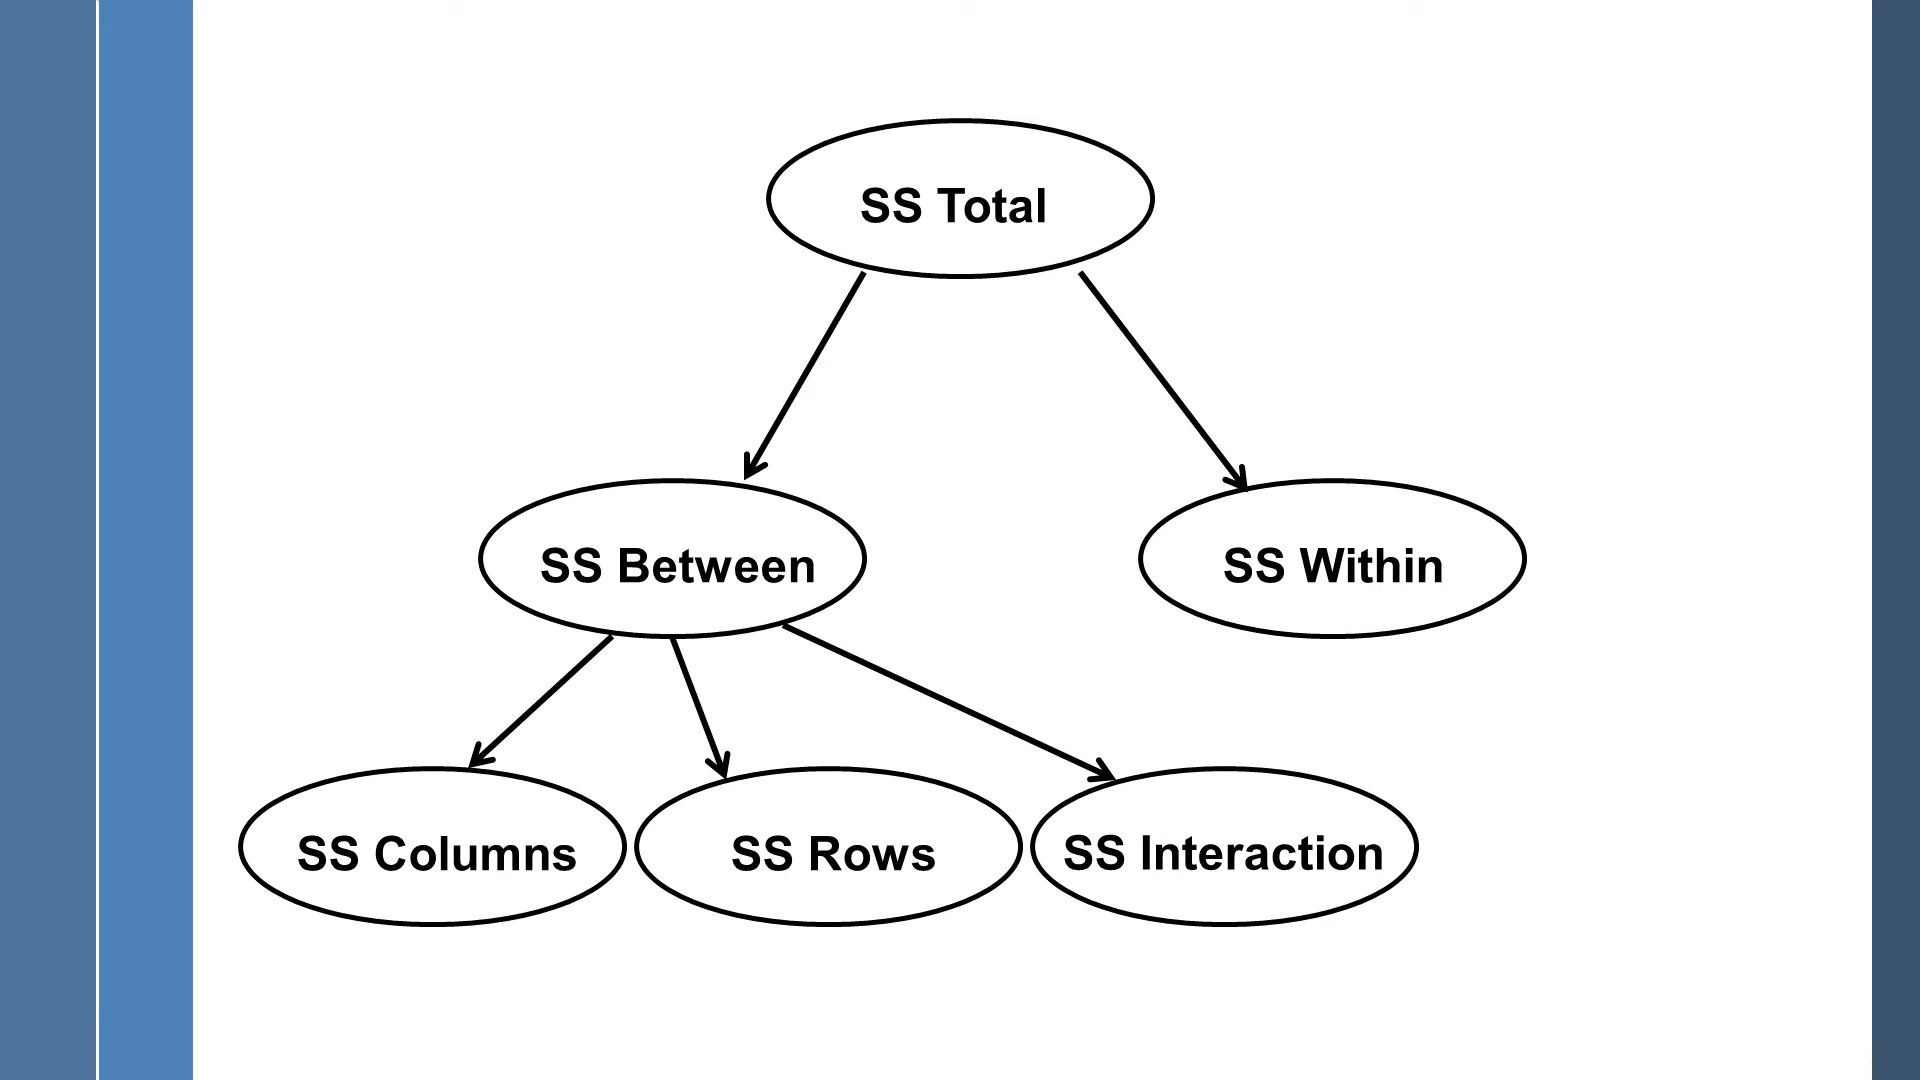 SS Total
SS Between
SS Within
SS Columns
SS Rows
SS Interaction